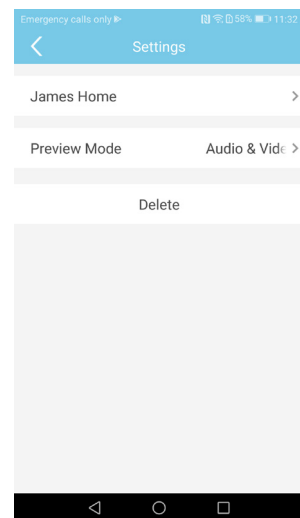 Emergency calls only 58% 11:32
Settings
James Home
Preview Mode Audio & Vide
Delete